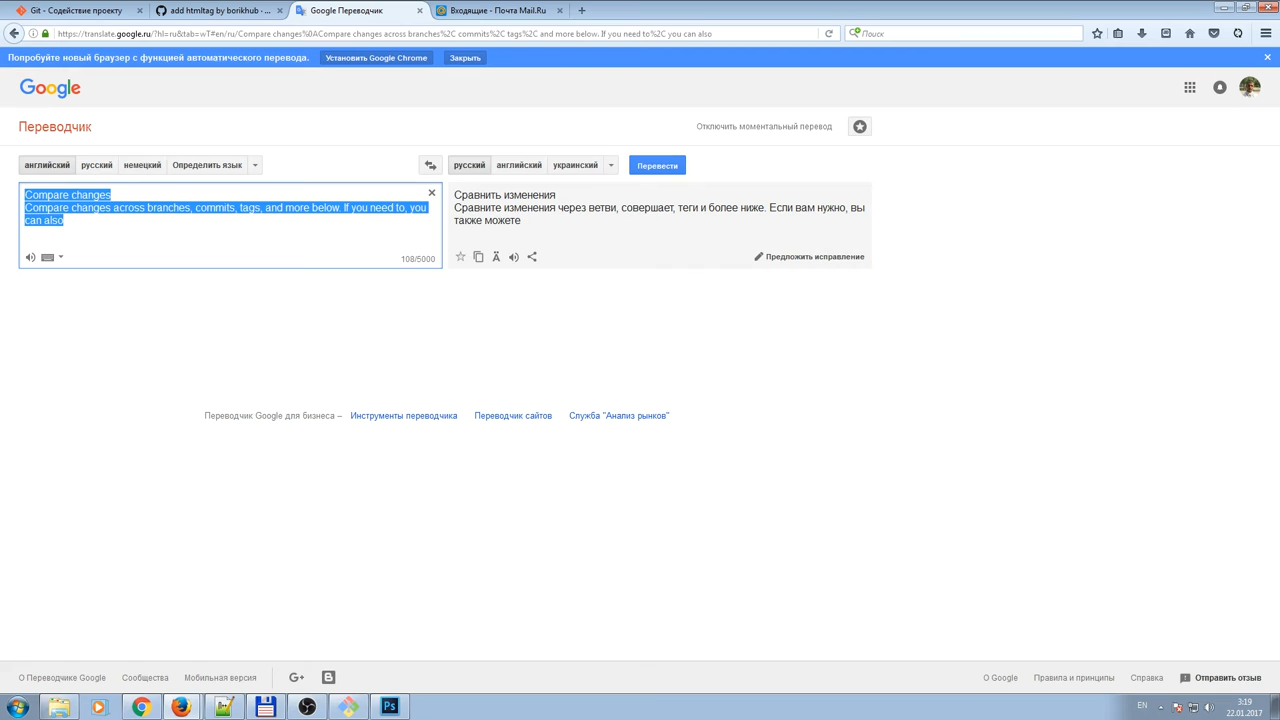 Git - Содействие проекту
add htmltag by borikhub ·
Google Переводчик
Входящие - Почта Mail.Ru
https://translate.google.ru/?hl=ru&tab=wT#en/ru/Compare changes%0ACompare changes across branches%2C commits%2C tags%2C and more below. If you need to%2C you can also
Поиск
Попробуйте новый браузер с функцией автоматического перевода.
Установить Google Chrome
Закрыть
Google
Переводчик
Отключить моментальный перевод
английский русский немецкий Определить язык
русский английский украинский Перевести
Compare changes
Compare changes across branches, commits, tags, and more below. If you need to, you
can also
108/5000
Сравнить изменения
Сравните изменения через ветви, совершает, теги и более ниже. Если вам нужно, вы
также можете
Ä
Предложить исправление
Переводчик Google для бизнеса – Инструменты переводчика Переводчик сайтов Служба "Анализ рынков"
О Переводчике Google Сообщества Мобильная версия G+ B
О Google Правила и принципы Справка Отправить отзыв
Ps
EN
3:19
22.01.2017